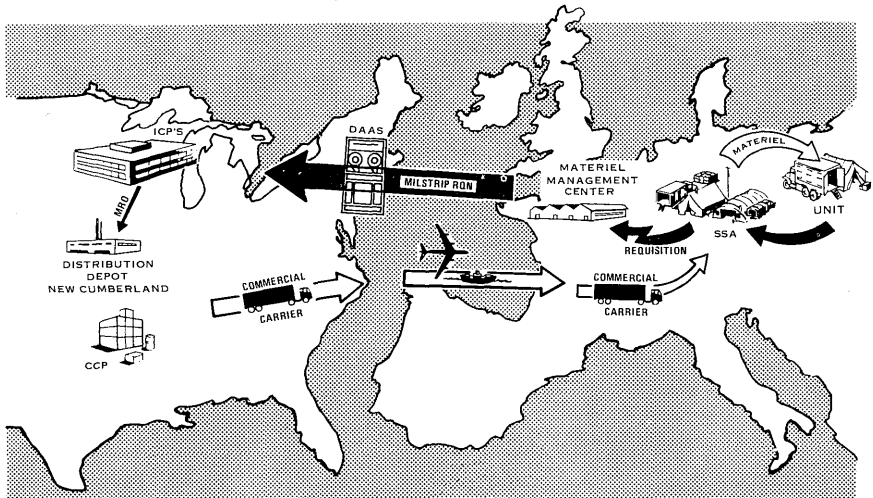 ICP'S
DAAS
MATERIEL
MILSTRIP RQN
MATERIEL
MANAGEMENT
CENTER
UNIT
MRO
SSA
REQUISITION
DISTRIBUTION
DEPOT
NEW CUMBERLAND
COMMERCIAL
CARRIER
COMMERCIAL
CARRIER
CCP